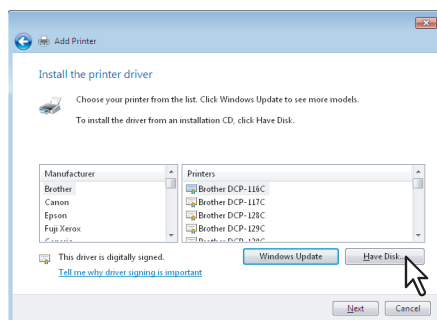 Add Printer
Install the printer driver
Choose your printer from the list. Click Windows Update to see more models.
To install the driver from an installation CD, click Have Disk.
Manufacturer
Brother
Canon
Epson
Fuji Xerox
Printers
Brother DCP-116C
Brother DCP-117C
Brother DCP-128C
Brother DCP-129C
This driver is digitally signed.
Tell me why driver signing is important
Windows Update
Have Disk...
Next
Cancel